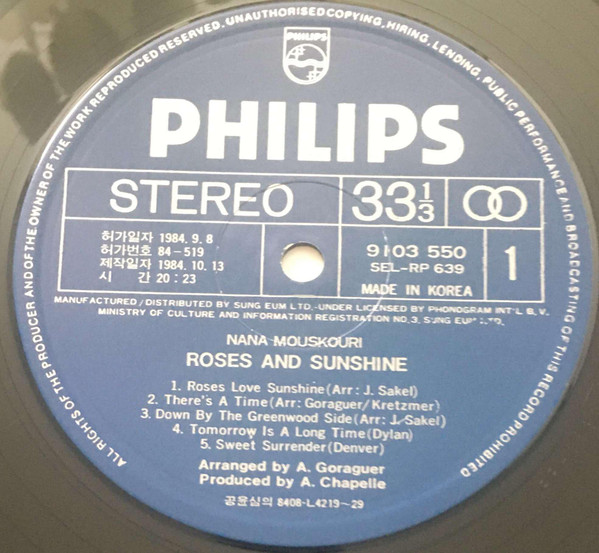 ALL RIGHTS OF THE PRODUCER AND OF THE OWNER OF THE WORK REPRODUCED RESERVED. UNAUTHORISED COPYING, HIRING, LENDING, PUBLIC PERFORMANCE AND BROADCASTING OF THIS RECORD PROHIBITED
PHILIPS
PHILIPS
STEREO 33 1/3
허가일자 1984. 9. 8
허가번호 84-519
제작일자 1984. 10. 13
시 간 20 : 23
9103 550
SEL-RP 639
MADE IN KOREA
1
MANUFACTURED/DISTRIBUTED BY SUNG EUM LTD.-UNDER LICENSED BY PHONOGRAM INT'L B. V.
MINISTRY OF CULTURE AND INFORMATION REGISTRATION NO. 3. SUNG EUM LTD.
NANA MOUSKOURI
ROSES AND SUNSHINE
1. Roses Love Sunshine(Arr: J. Sakel)
2. There's A Time(Arr: Goraguer/Kretzmer)
3. Down By The Greenwood Side(Arr: J. Sakel)
4. Tomorrow Is A Long Time(Dylan)
5. Sweet Surrender(Denver)
Arranged by A. Goraguer
Produced by A. Chapelle
공윤심의 8408-L4219~29